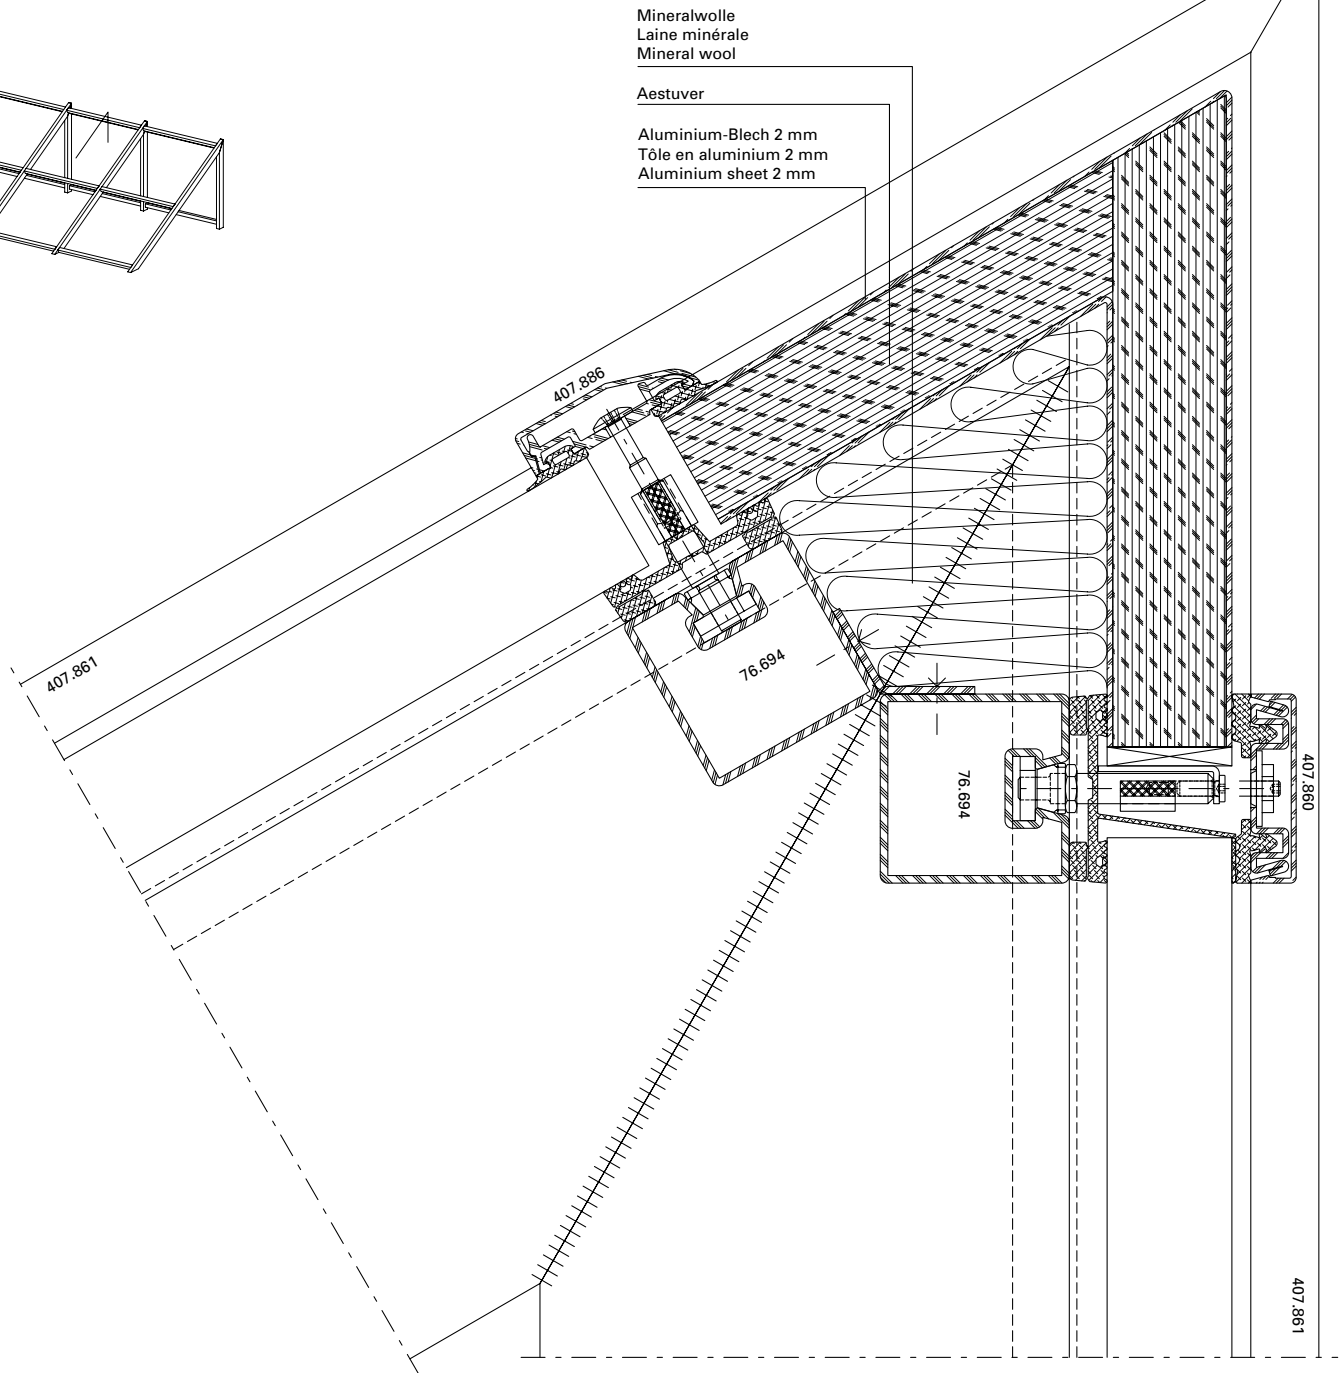 Mineralwolle
Laine minérale
Mineral wool
Aestuver
Aluminium-Blech 2 mm
Tôle en aluminium 2 mm
Aluminium sheet 2 mm
407.886
407.861
76.694
76.694
407.860
407.861